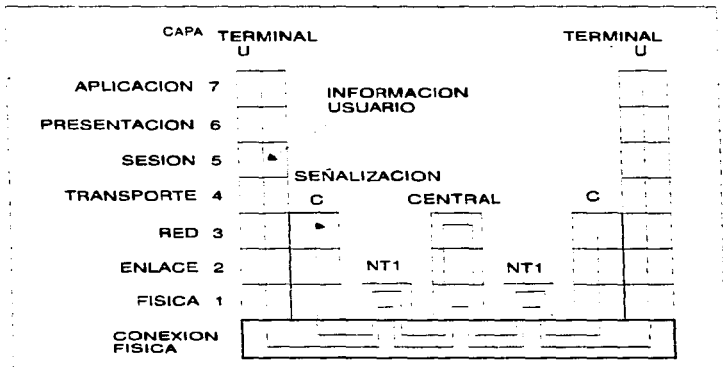 CAPA TERMINAL TERMINAL
U U
APLICACION 7
INFORMACION
USUARIO
PRESENTACION 6
SESION 5
SEÑALIZACION
TRANSPORTE 4
C CENTRAL C
RED 3
ENLACE 2
NT1 NT1
FISICA 1
CONEXION
FISICA